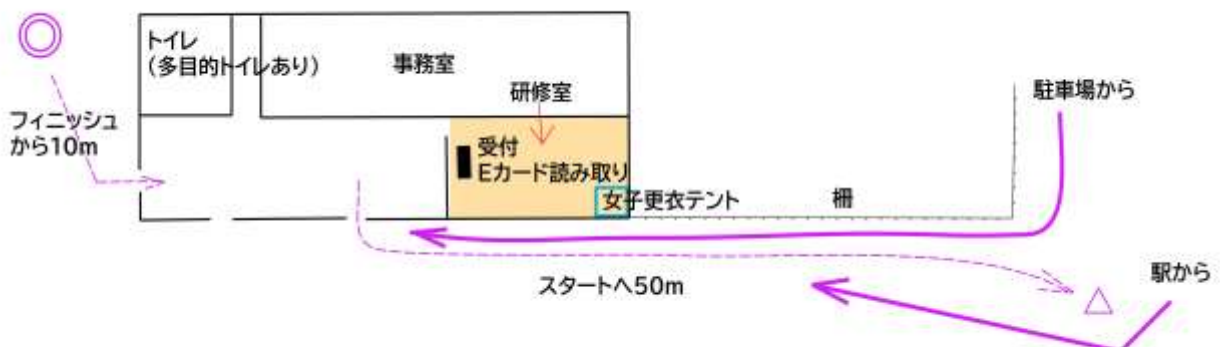 トイレ
（多目的トイレあり）
事務室
研修室
駐車場から
フィニッシュ
から10m
受付
Eカード読み取り
女子更衣テント
柵
駅から
スタートへ50m